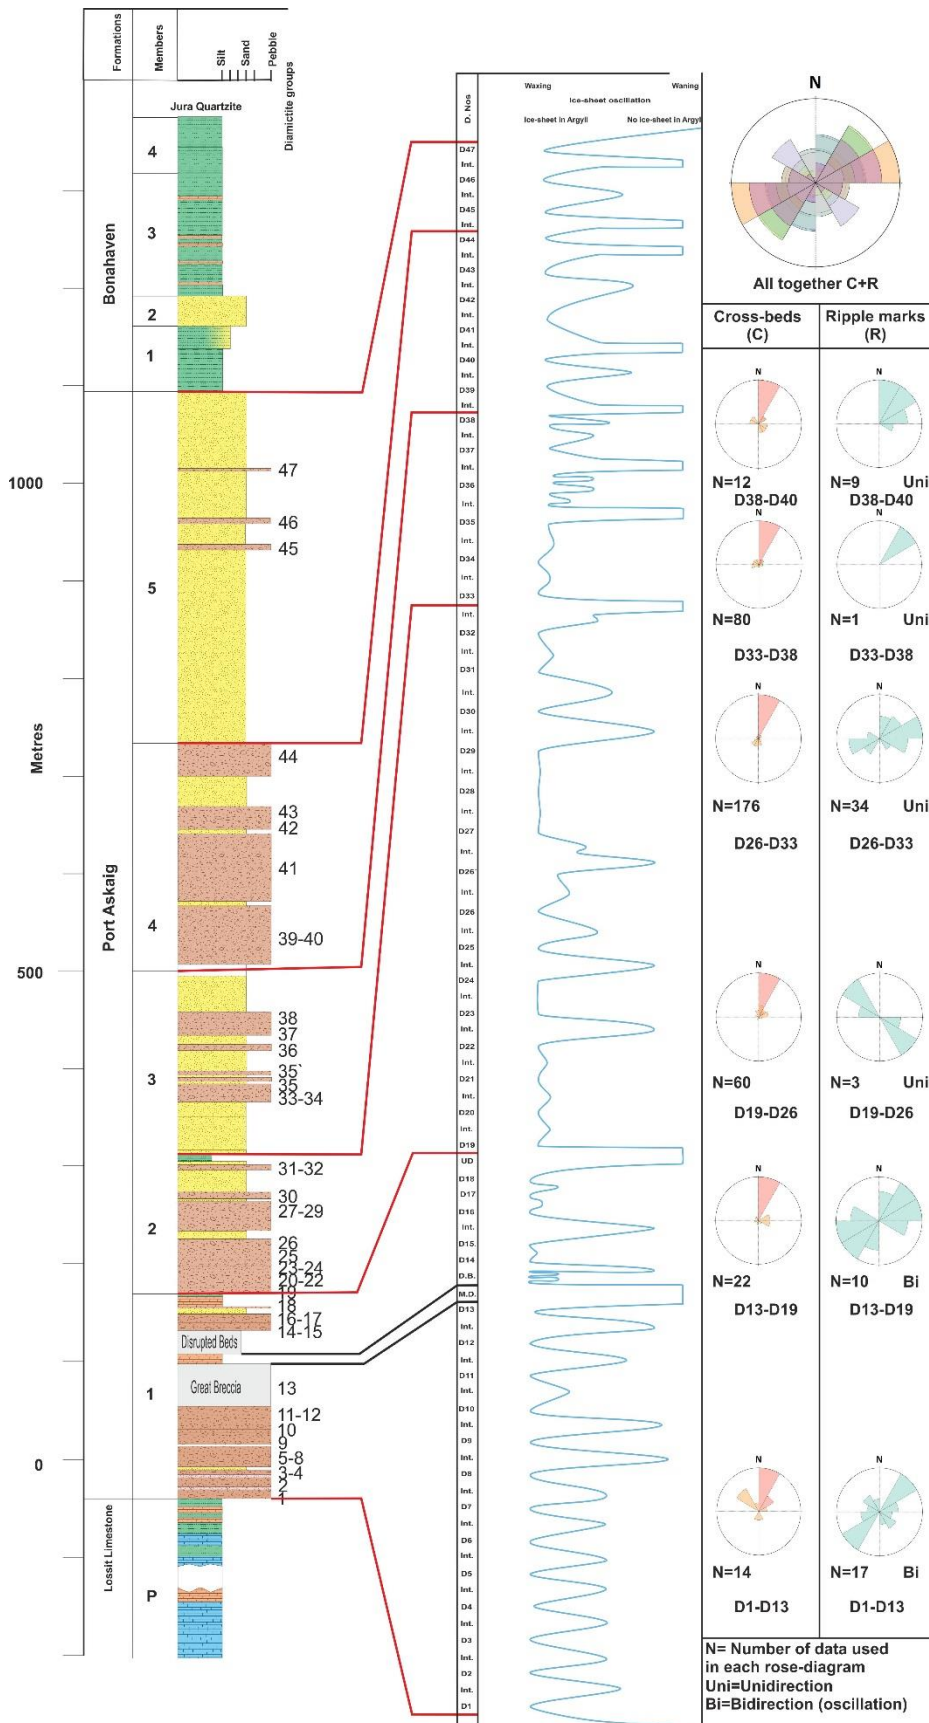 Formations
Members
Silt
Sand
Pebble
Diamictite groups
Jura Quartzite
Bonahaven
4
3
2
1
Port Askaig
5
4
3
2
1
Lossit Limestone
P
Metres
1000
500
0
47
46
45
44
43
42
41
39-40
38
37
36
35`
35
33-34
31-32
30
27-29
26
25
23-24
20-22
19
18
18
16-17
14-15
Disrupted Beds
Great Breccia
13
11-12
10
9
5-8
3-4
2
1
D. Nos
Waxing
Waning
Ice-sheet oscillation
Ice-sheet in Argyll
No ice-sheet in Argyll
D47
Int.
D46
Int.
D45
Int.
D44
Int.
D43
Int.
D42
Int.
D41
Int.
D40
Int.
D39
Int.
D38
Int.
D37
Int.
D36
Int.
D35
Int.
D34
Int.
D33
Int.
D32
Int.
D31
Int.
D30
Int.
D29
Int.
D28
Int.
D27
Int.
D26`
Int.
D26
Int.
D25
Int.
D24
Int.
D23
Int.
D22
Int.
D21
Int.
D20
Int.
D19
UD
D18
D17
D16
Int.
D15.
D14
D.B.
M.D.
D13
Int.
D12
Int.
D11
Int.
D10
Int.
D9
Int.
D8
Int.
D7
Int.
D6
Int.
D5
Int.
D4
Int.
D3
Int.
D2
Int.
D1
N
All together C+R
Cross-beds Ripple marks
(C) (R)
N N
N=12 N=9 Uni
D38-D40 D38-D40
N N
N=80 N=1 Uni
D33-D38 D33-D38
N N
N=176 N=34 Uni
D26-D33 D26-D33
N N
N=60 N=3 Uni
D19-D26 D19-D26
N N
N=22 N=10 Bi
D13-D19 D13-D19
N N
N=14 N=17 Bi
D1-D13 D1-D13
N= Number of data used
in each rose-diagram
Uni=Unidirection
Bi=Bidirection (oscillation)